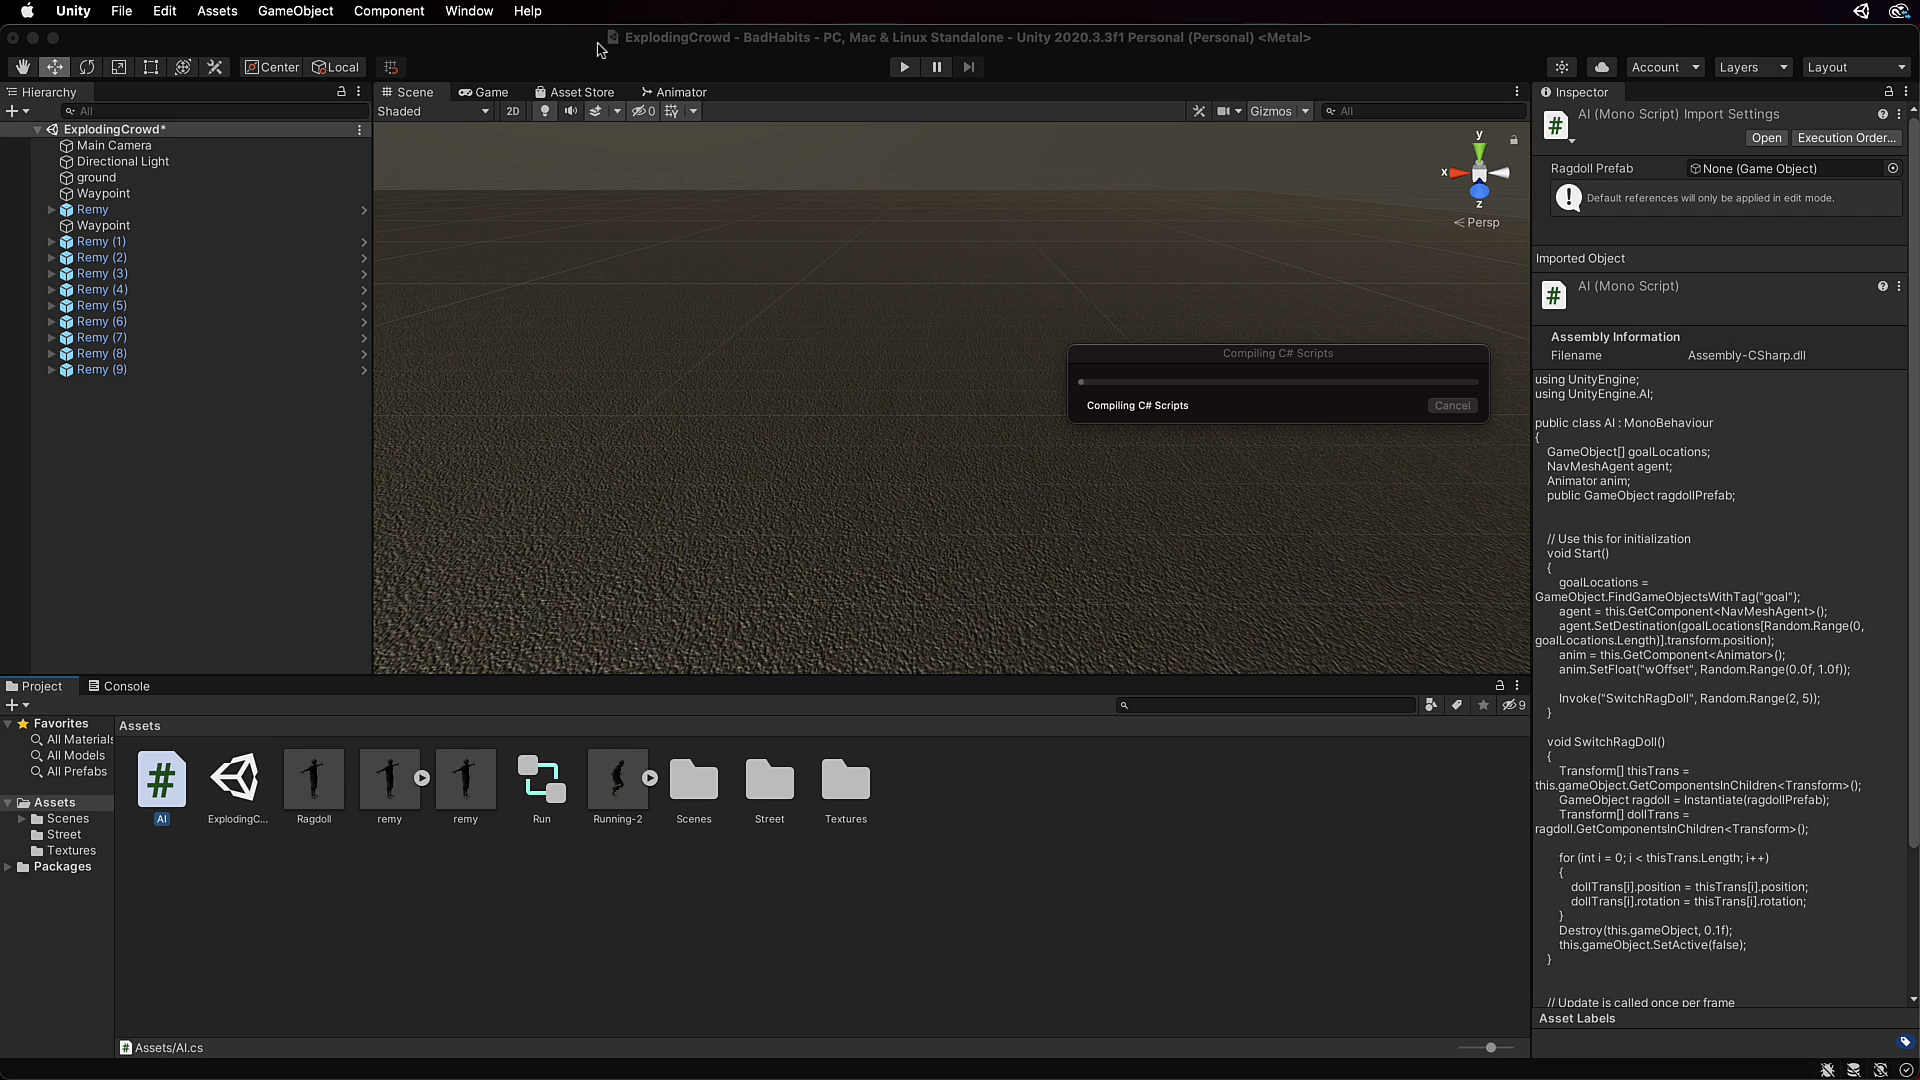 Unity File Edit Assets GameObject Component Window Help
ExplodingCrowd - BadHabits - PC, Mac & Linux Standalone - Unity 2020.3.3f1 Personal (Personal) <Metal>
Center Local
Account Layers Layout
Hierarchy
All
ExplodingCrowd*
Main Camera
Directional Light
ground
Waypoint
Remy
Waypoint
Remy (1)
Remy (2)
Remy (3)
Remy (4)
Remy (5)
Remy (6)
Remy (7)
Remy (8)
Remy (9)
Scene Game Asset Store Animator
Shaded 2D 0 Gizmos All
y
x
z
< Persp
Compiling C# Scripts
Compiling C# Scripts
Cancel
Inspector
AI (Mono Script) Import Settings
Open Execution Order...
Ragdoll Prefab None (Game Object)
Default references will only be applied in edit mode.
Imported Object
AI (Mono Script)
Assembly Information
Filename Assembly-CSharp.dll
using UnityEngine;
using UnityEngine.AI;
public class AI : MonoBehaviour
{
GameObject[] goalLocations;
NavMeshAgent agent;
Animator anim;
public GameObject ragdollPrefab;
// Use this for initialization
void Start()
{
goalLocations =
GameObject.FindGameObjectsWithTag("goal");
agent = this.GetComponent<NavMeshAgent>();
agent.SetDestination(goalLocations[Random.Range(0,
goalLocations.Length)].transform.position);
anim = this.GetComponent<Animator>();
anim.SetFloat("wOffset", Random.Range(0.0f, 1.0f));
Invoke("SwitchRagDoll", Random.Range(2, 5));
}
void SwitchRagDoll()
{
Transform[] thisTrans =
this.gameObject.GetComponentsInChildren<Transform>();
GameObject ragdoll = Instantiate(ragdollPrefab);
Transform[] dollTrans =
ragdoll.GetComponentsInChildren<Transform>();
for (int i = 0; i < thisTrans.Length; i++)
{
dollTrans[i].position = thisTrans[i].position;
dollTrans[i].rotation = thisTrans[i].rotation;
}
Destroy(this.gameObject, 0.1f);
this.gameObject.SetActive(false);
}
// Update is called once per frame
Asset Labels
Project Console
9
Favorites
All Materials
All Models
All Prefabs
Assets
Scenes
Street
Textures
Packages
Assets
AI ExplodingC... Ragdoll remy remy Run Running-2 Scenes Street Textures
Assets/AI.cs